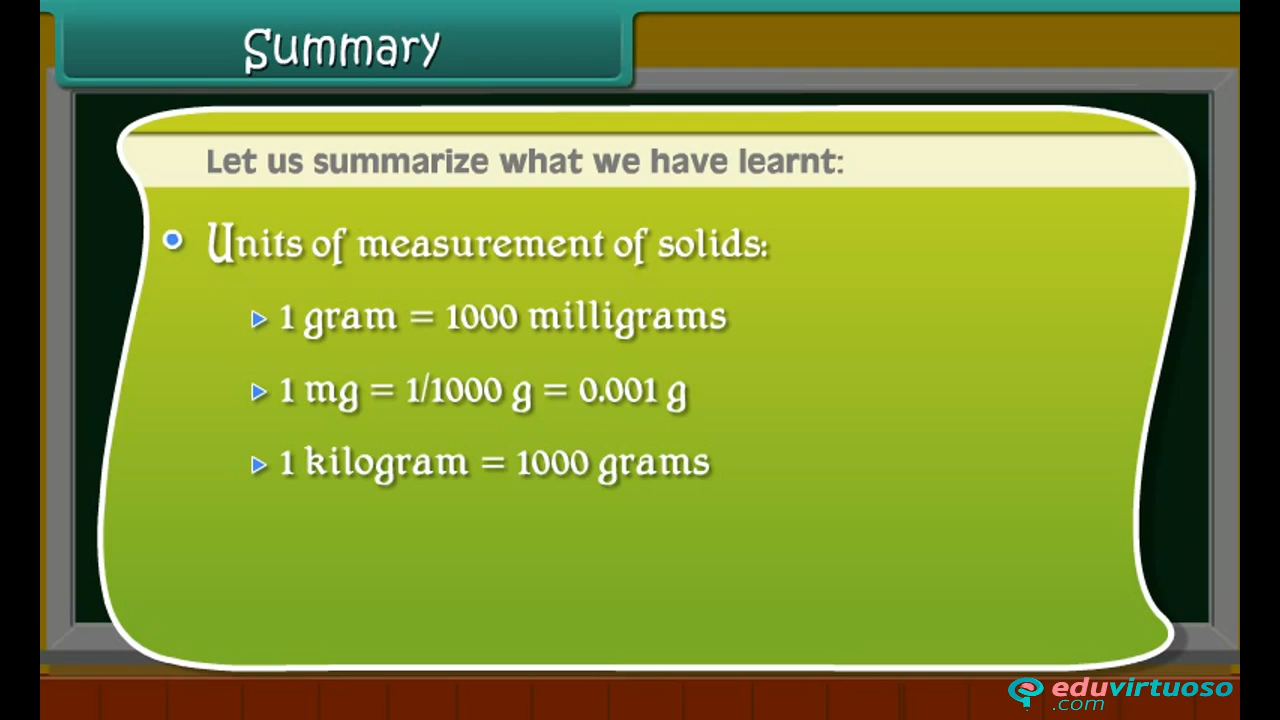 Summary
Let us summarize what we have learnt:
Units of measurement of solids:
1 gram = 1000 milligrams
1 mg = 1/1000 g = 0.001 g
1 kilogram = 1000 grams
eduvirtuoso
.com